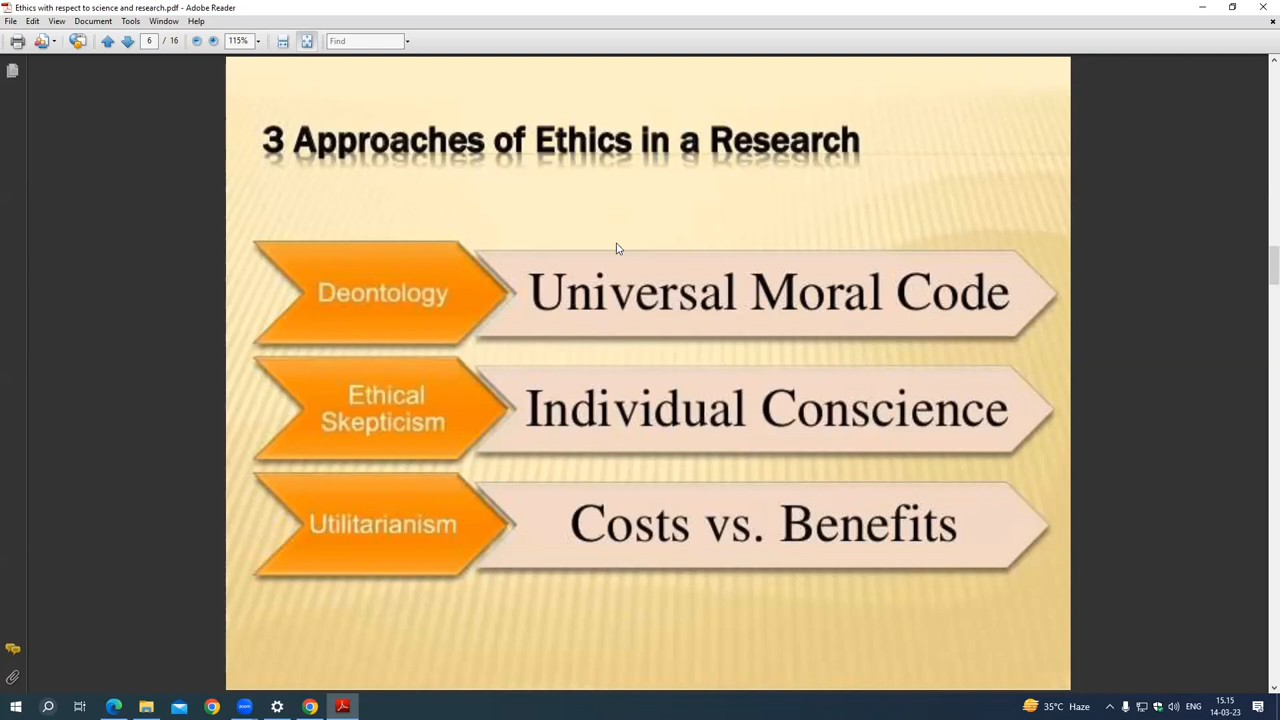 Ethics with respect to science and research.pdf - Adobe Reader
File Edit View Document Tools Window Help
6 / 16 115% Find
3 Approaches of Ethics in a Research
Deontology
Universal Moral Code
Ethical
Skepticism
Individual Conscience
Utilitarianism
Costs vs. Benefits
zoom
35°C Haze
ENG
15.15
14-03-23